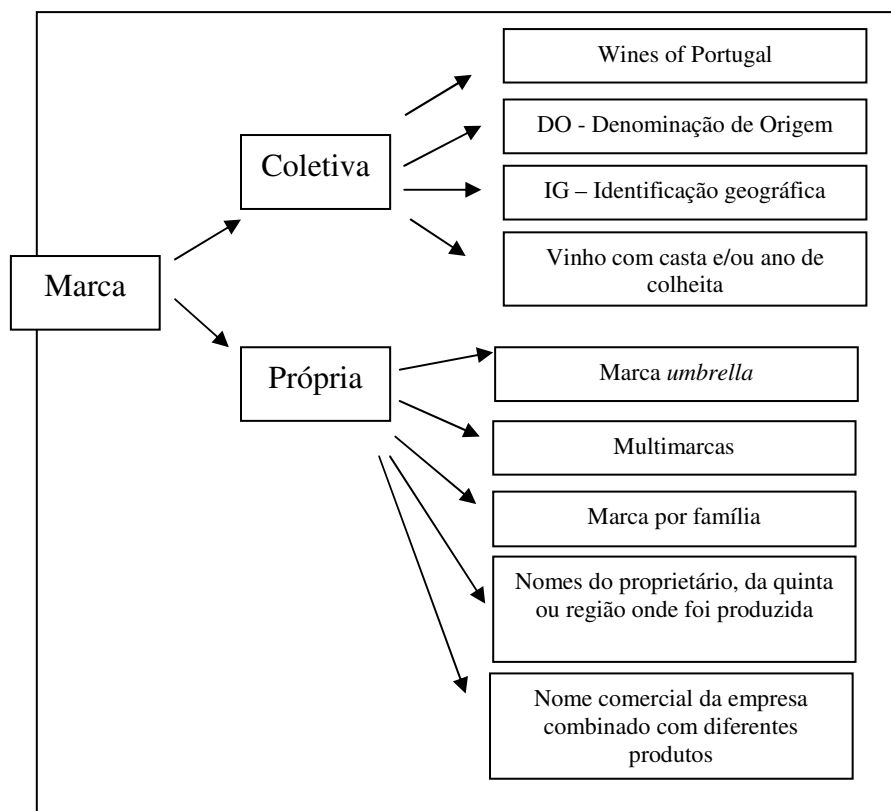 Marca
Coletiva
Wines of Portugal
DO - Denominação de Origem
IG – Identificação geográfica
Vinho com casta e/ou ano de
colheita
Própria
Marca umbrella
Multimarcas
Marca por família
Nomes do proprietário, da quinta
ou região onde foi produzida
Nome comercial da empresa
combinado com diferentes
produtos